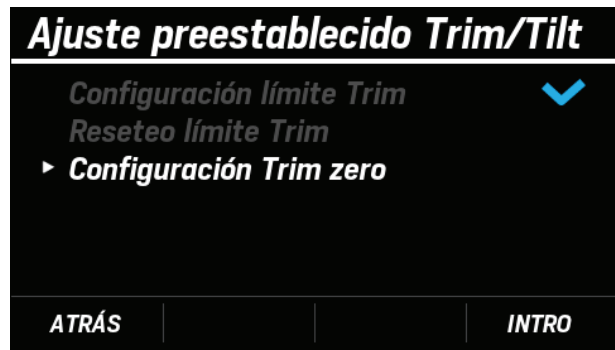 Ajuste preestablecido Trim/Tilt
Configuración límite Trim
Reseteo límite Trim
Configuración Trim zero
ATRÁS INTRO